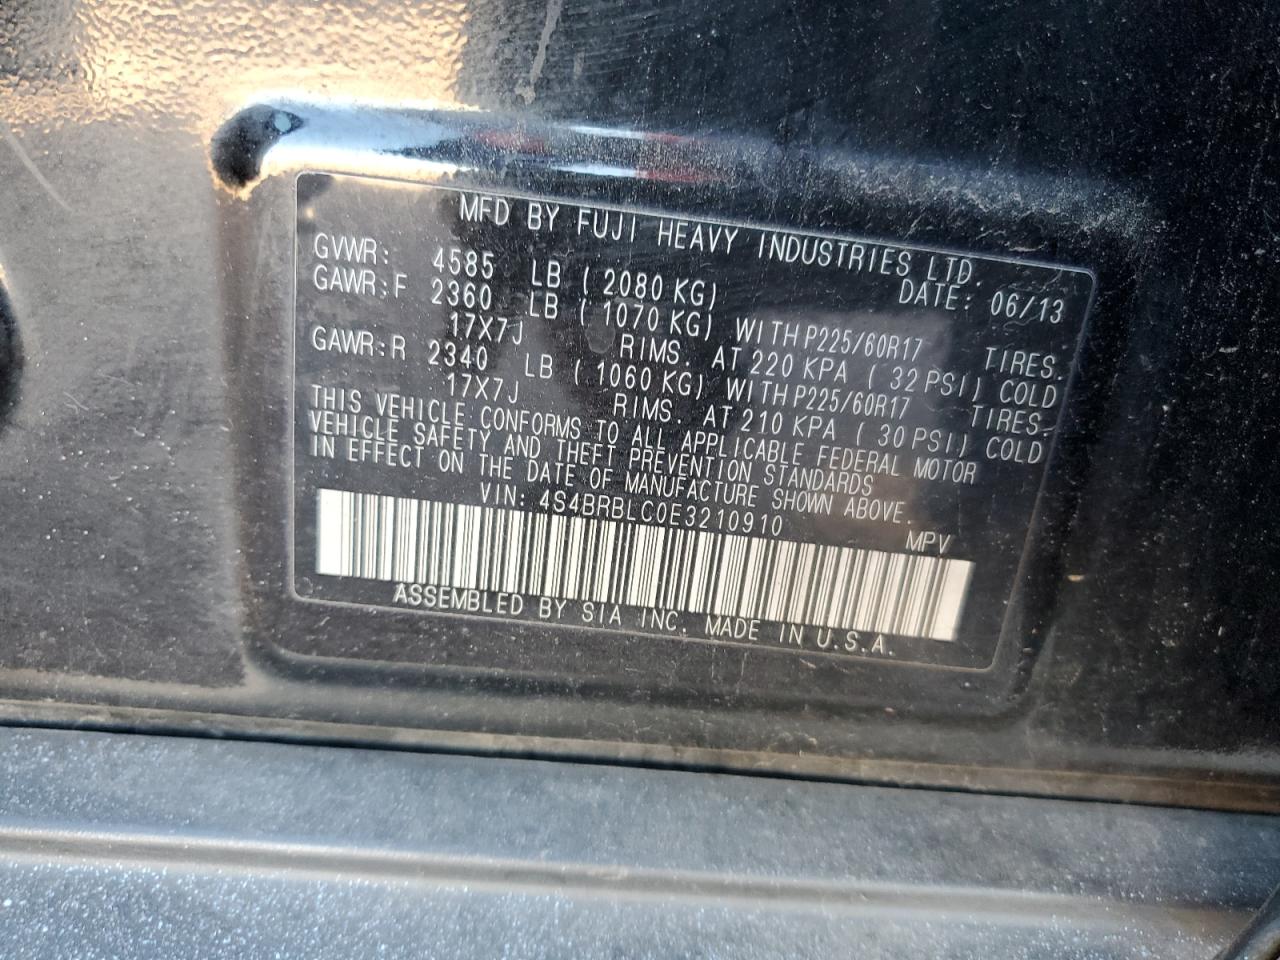 MFD BY FUJI HEAVY INDUSTRIES LTD.
DATE: 06/13
GVWR: 4585 LB (2080 KG)
GAWR:F 2360 LB (1070 KG) WITH P225/60R17 TIRES.
17X7J RIMS. AT 220 KPA (32 PSI) COLD
GAWR:R 2340 LB (1060 KG) WITH P225/60R17 TIRES.
17X7J RIMS. AT 210 KPA (30 PSI) COLD
THIS VEHICLE CONFORMS TO ALL APPLICABLE FEDERAL MOTOR
VEHICLE SAFETY AND THEFT PREVENTION STANDARDS
IN EFFECT ON THE DATE OF MANUFACTURE SHOWN ABOVE.
VIN: 4S4BRBLC0E3210910 MPV
ASSEMBLED BY SIA INC. MADE IN U.S.A.